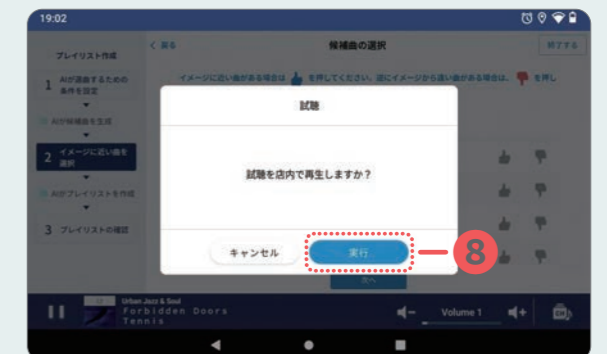 19:02
プレイリスト作成
1 AIが選曲するための
条件を設定
AIが候補曲を生成
2 イメージに近い曲を
選択
AIがプレイリストを作成
3 プレイリストの確認
< 戻る
候補曲の選択
終了する
イメージに近い曲がある場合は を押してください。逆にイメージから遠い曲がある場合は、 を押し
試聴
試聴を店内で再生しますか？
キャンセル
実行
8
次へ
Urban Jazz & Soul
Forbidden Doors
Tennis
Volume 1